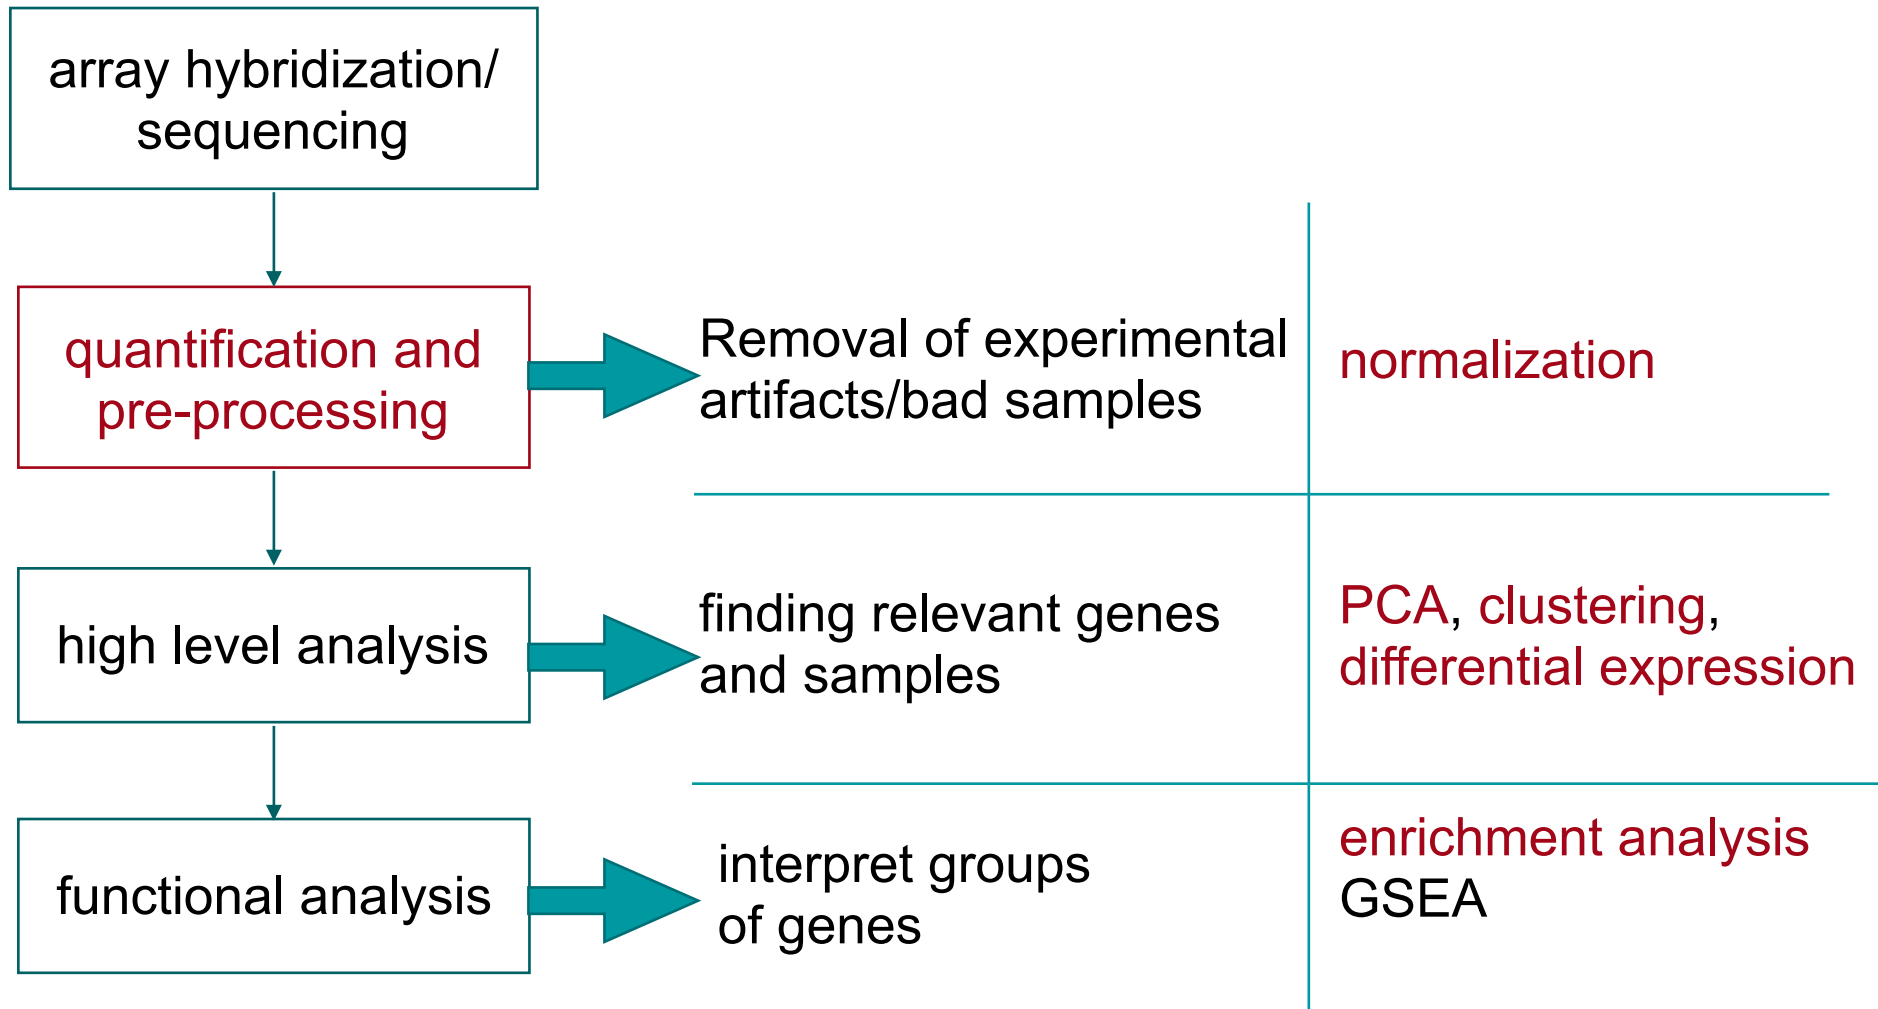 array hybridization/
sequencing
quantification and
pre-processing
Removal of experimental
artifacts/bad samples
normalization
high level analysis
finding relevant genes
and samples
PCA, clustering,
differential expression
functional analysis
interpret groups
of genes
enrichment analysis
GSEA